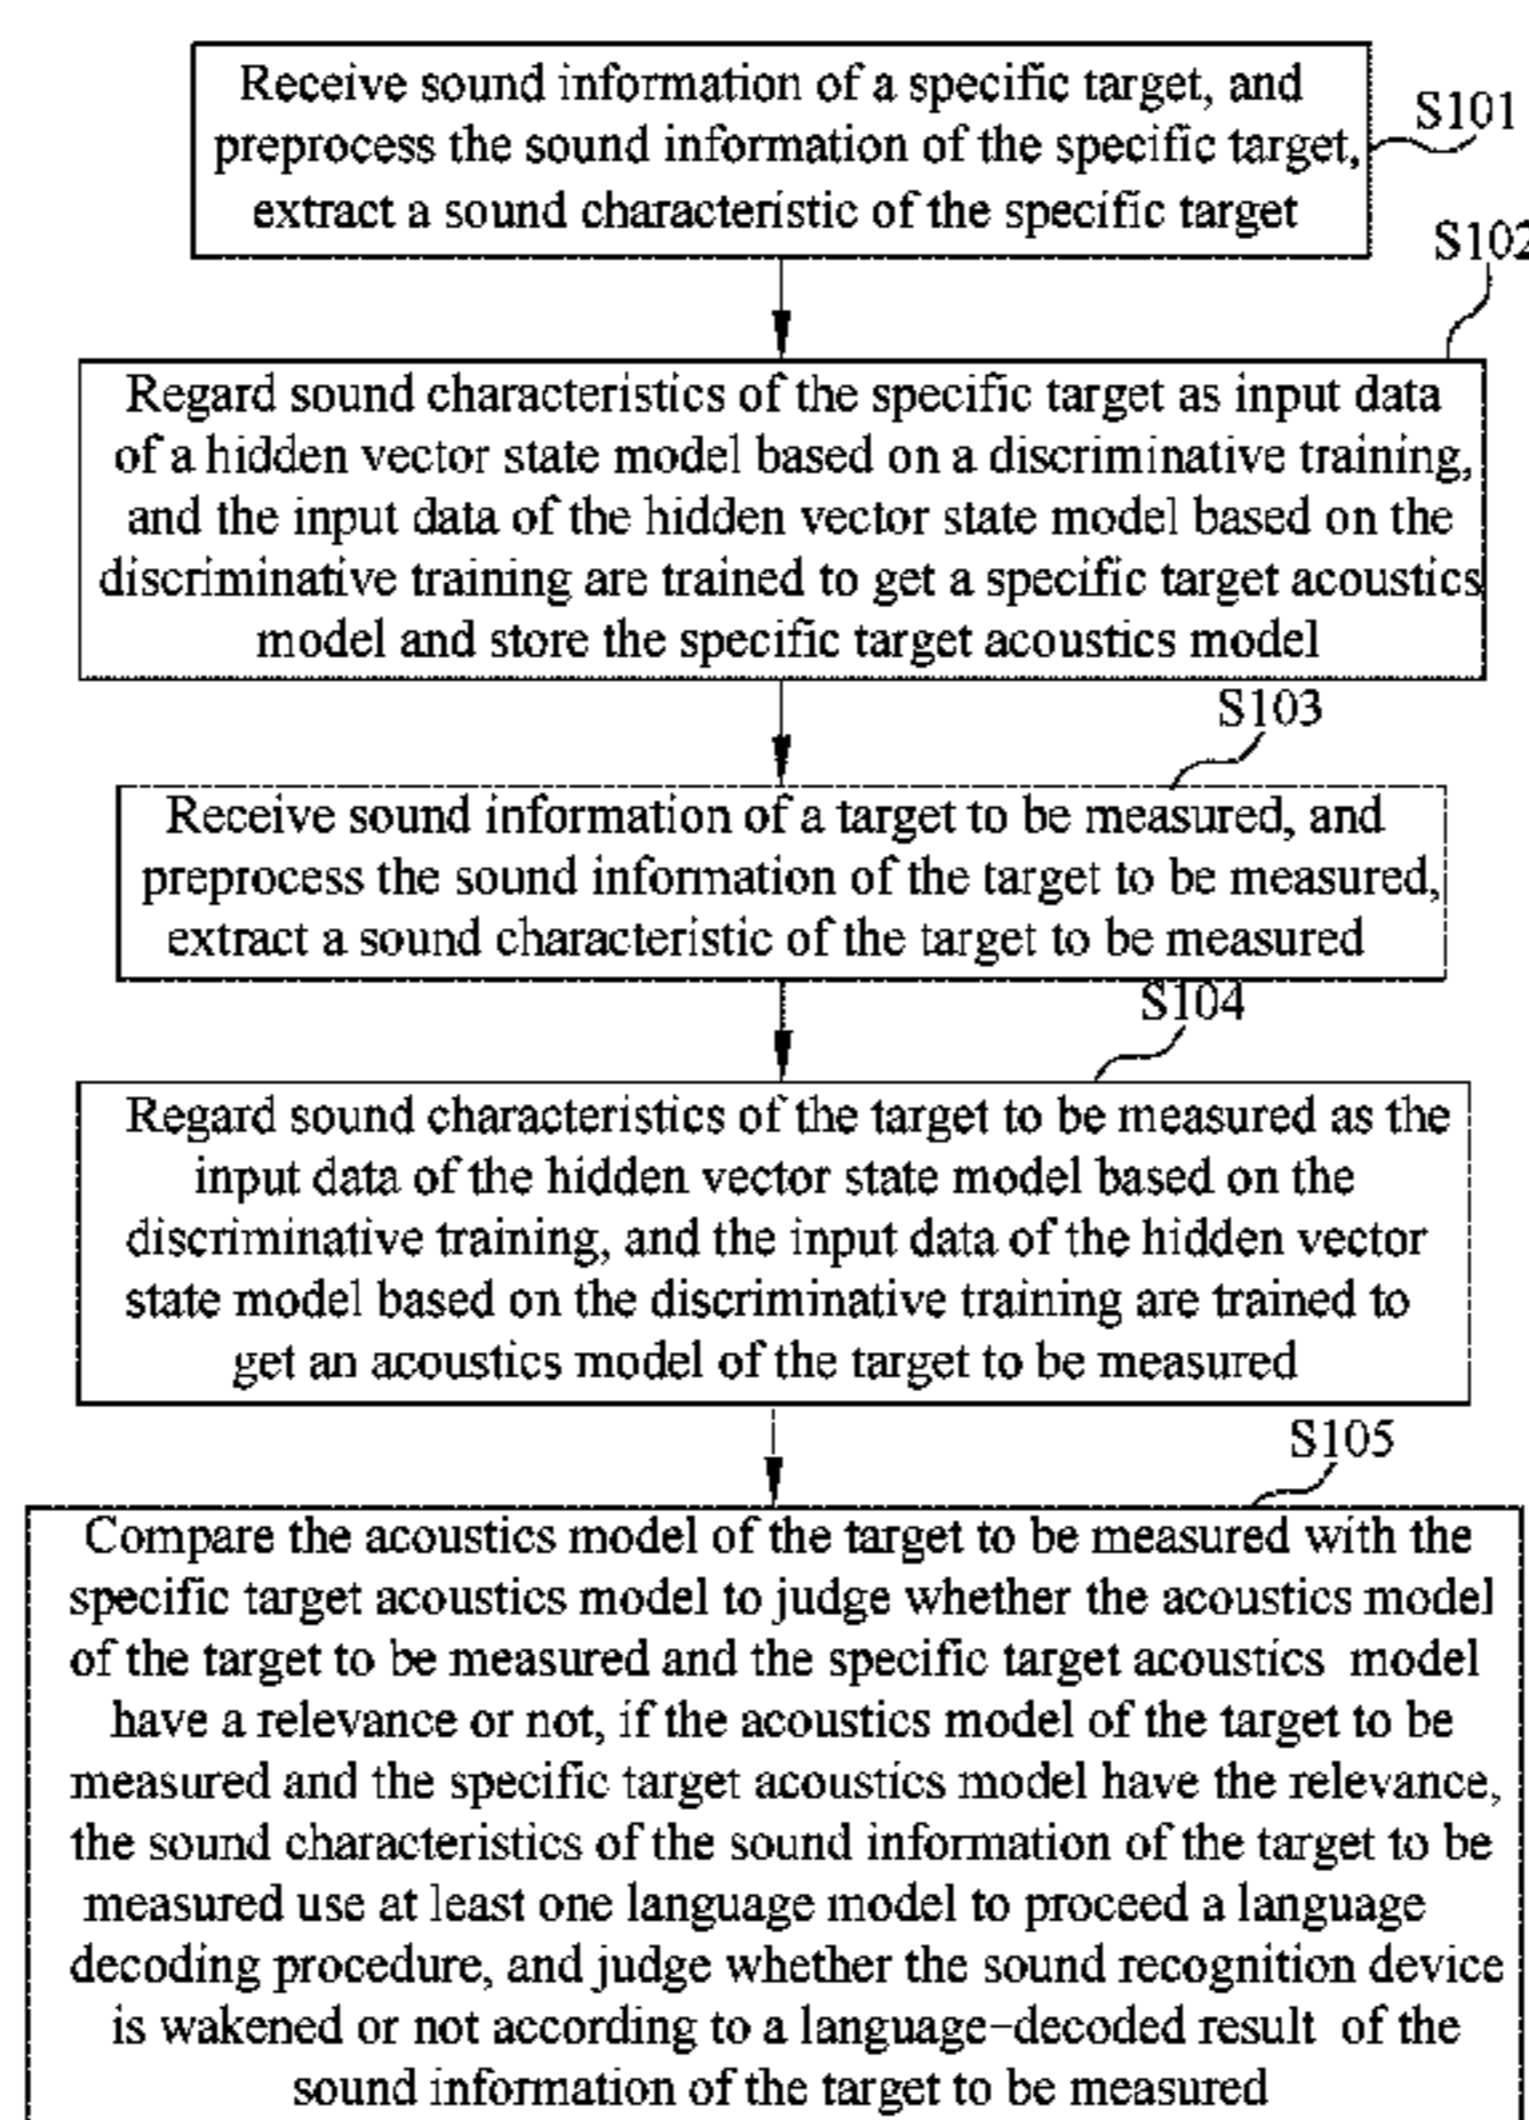 Receive sound information of a specific target, and
preprocess the sound information of the specific target,
extract a sound characteristic of the specific target
S101
S102
Regard sound characteristics of the specific target as input data
of a hidden vector state model based on a discriminative training,
and the input data of the hidden vector state model based on the
discriminative training are trained to get a specific target acoustics
model and store the specific target acoustics model
S103
Receive sound information of a target to be measured, and
preprocess the sound information of the target to be measured,
extract a sound characteristic of the target to be measured
S104
Regard sound characteristics of the target to be measured as the
input data of the hidden vector state model based on the
discriminative training, and the input data of the hidden vector
state model based on the discriminative training are trained to
get an acoustics model of the target to be measured
S105
Compare the acoustics model of the target to be measured with the
specific target acoustics model to judge whether the acoustics model
of the target to be measured and the specific target acoustics model
have a relevance or not, if the acoustics model of the target to be
measured and the specific target acoustics model have the relevance,
the sound characteristics of the sound information of the target to be
measured use at least one language model to proceed a language
decoding procedure, and judge whether the sound recognition device
is wakened or not according to a language-decoded result of the
sound information of the target to be measured